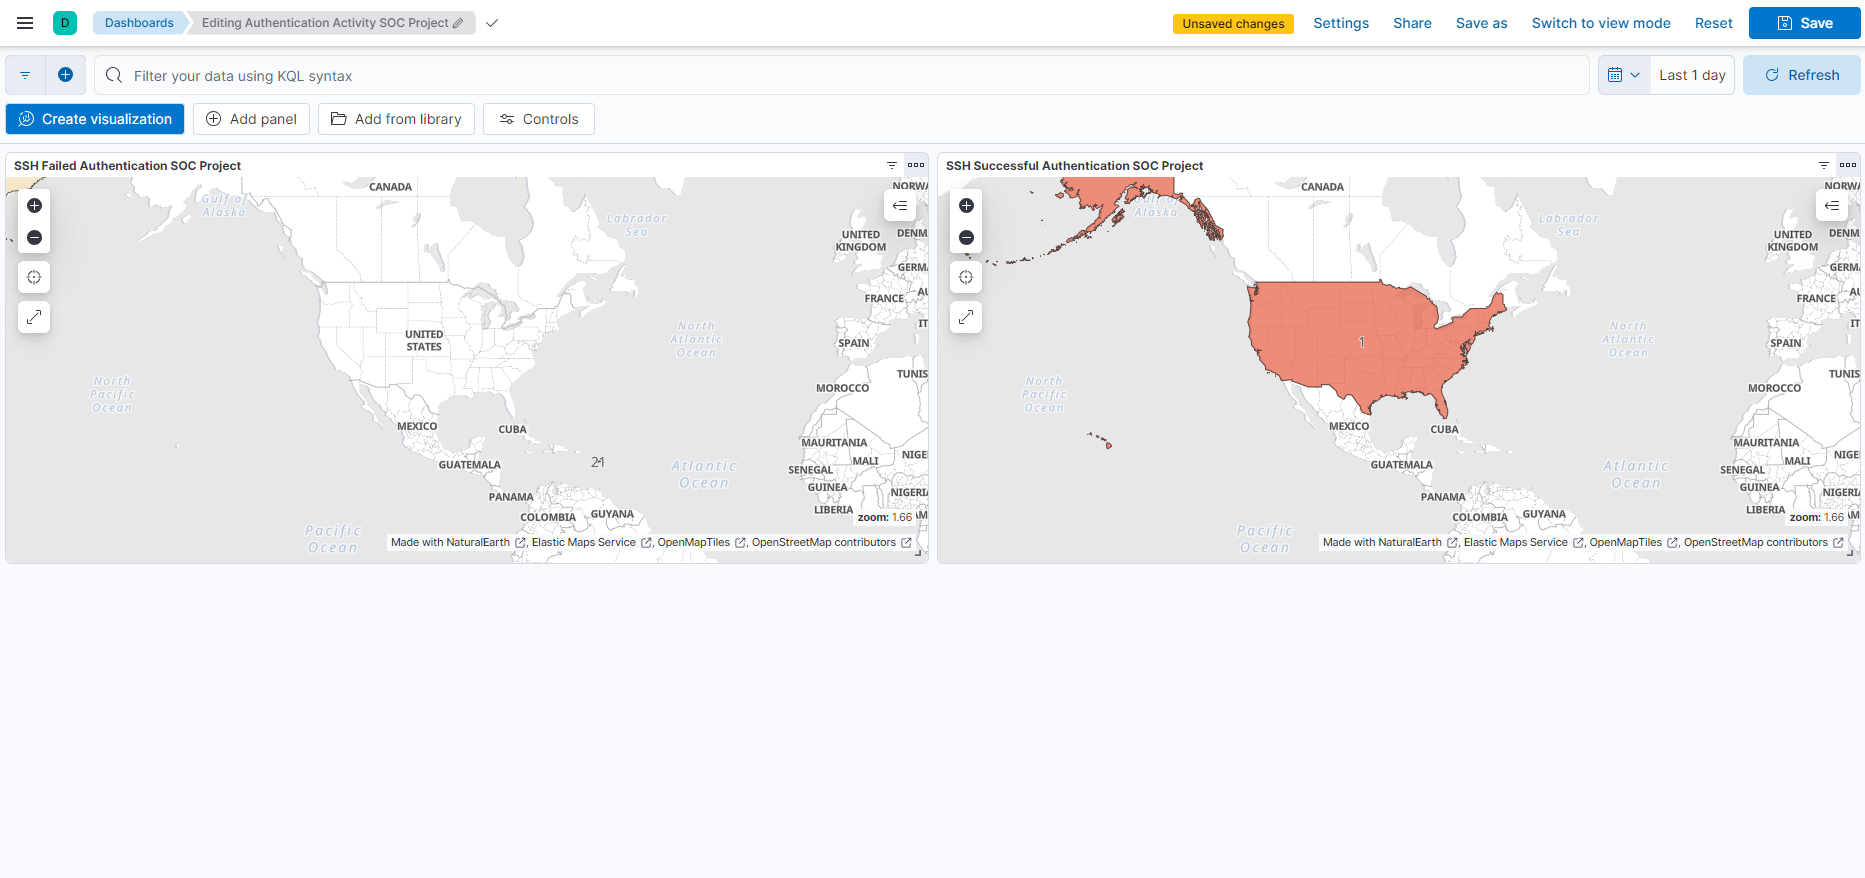 D Dashboards Editing Authentication Activity SOC Project Unsaved changes Settings Share Save as Switch to view mode Reset Save
Filter your data using KQL syntax Last 1 day Refresh
Create visualization Add panel Add from library Controls
SSH Failed Authentication SOC Project
CANADA
NORW
Gulf of
Alaska
Labrador
Sea
UNITED
KINGDOM
DENM
GERM
FRANCE
AU
IT
SPAIN
UNITED
STATES
North
Atlantic
Ocean
North
Pacific
Ocean
TUNIS
MOROCCO
MEXICO
CUBA
MAURITANIA
MALI
NIGE
GUATEMALA
Atlantic
Ocean
SENEGAL
GUINEA
NIGERI
PANAMA
LIBERIA
COLOMBIA
GUYANA
zoom: 1.66
AM
Pacific
Ocean
Made with NaturalEarth , Elastic Maps Service , OpenMapTiles , OpenStreetMap contributors
SSH Successful Authentication SOC Project
CANADA
NORW
Gulf of
Alaska
Labrador
Sea
UNITED
KINGDOM
DENM
GERM
FRANCE
AU
IT
SPAIN
1
North
Atlantic
Ocean
North
Pacific
Ocean
TUNIS
MOROCCO
MEXICO
CUBA
MAURITANIA
MALI
NIGE
GUATEMALA
Atlantic
Ocean
SENEGAL
GUINEA
NIGERI
PANAMA
LIBERIA
COLOMBIA
GUYANA
zoom: 1.66
AM
Pacific
Ocean
Made with NaturalEarth , Elastic Maps Service , OpenMapTiles , OpenStreetMap contributors